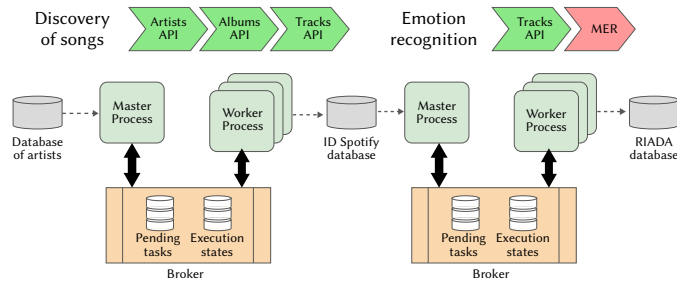 Discovery
of songs
Artists
API
Albums
API
Tracks
API
Emotion
recognition
Tracks
API
MER
Database
of artists
Master
Process
Worker
Process
ID Spotify
database
Master
Process
Worker
Process
RIADA
database
Pending
tasks
Execution
states
Broker
Pending
tasks
Execution
states
Broker